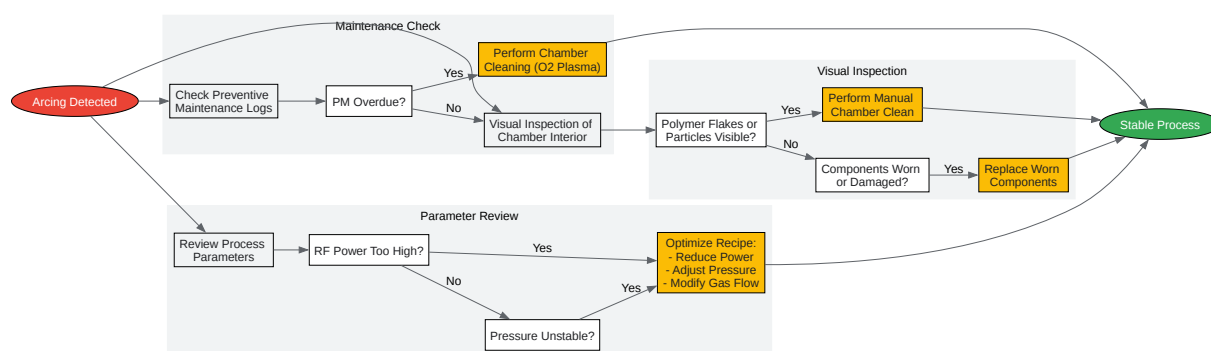 Maintenance Check
Arcing Detected
Check Preventive
Maintenance Logs
PM Overdue?
Yes
No
Perform Chamber
Cleaning (O2 Plasma)
Visual Inspection of
Chamber Interior
Visual Inspection
Polymer Flakes or
Particles Visible?
Yes
No
Perform Manual
Chamber Clean
Components Worn
or Damaged?
Yes
Replace Worn
Components
Stable Process
Parameter Review
Review Process
Parameters
RF Power Too High?
Yes
No
Pressure Unstable?
Yes
Optimize Recipe:
- Reduce Power
- Adjust Pressure
- Modify Gas Flow